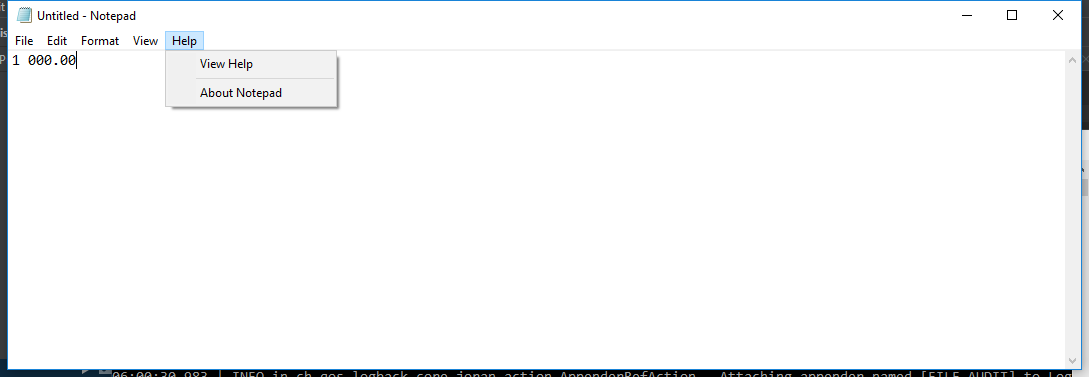 Untitled - Notepad
File Edit Format View Help
1 000.00
View Help
About Notepad
06:00:30,983 | INFO in ch.qos.logback.core.joran.action.AppenderRefAction - Attaching appender named [FILE_AUDIT] to Log